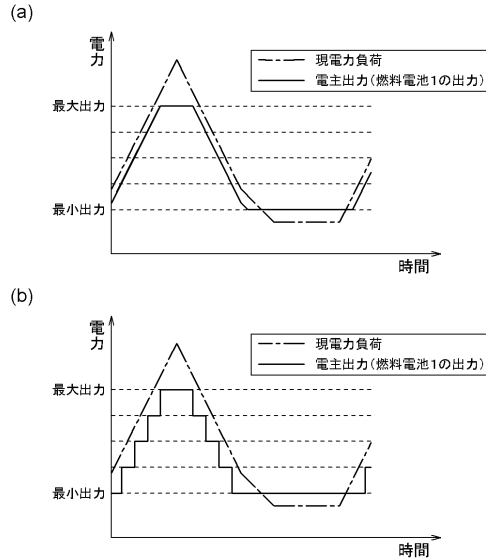 (a)
電力
現電力負荷
電主出力(燃料電池1の出力)
最大出力
最小出力
時間
(b)
電力
現電力負荷
電主出力(燃料電池1の出力)
最大出力
最小出力
時間